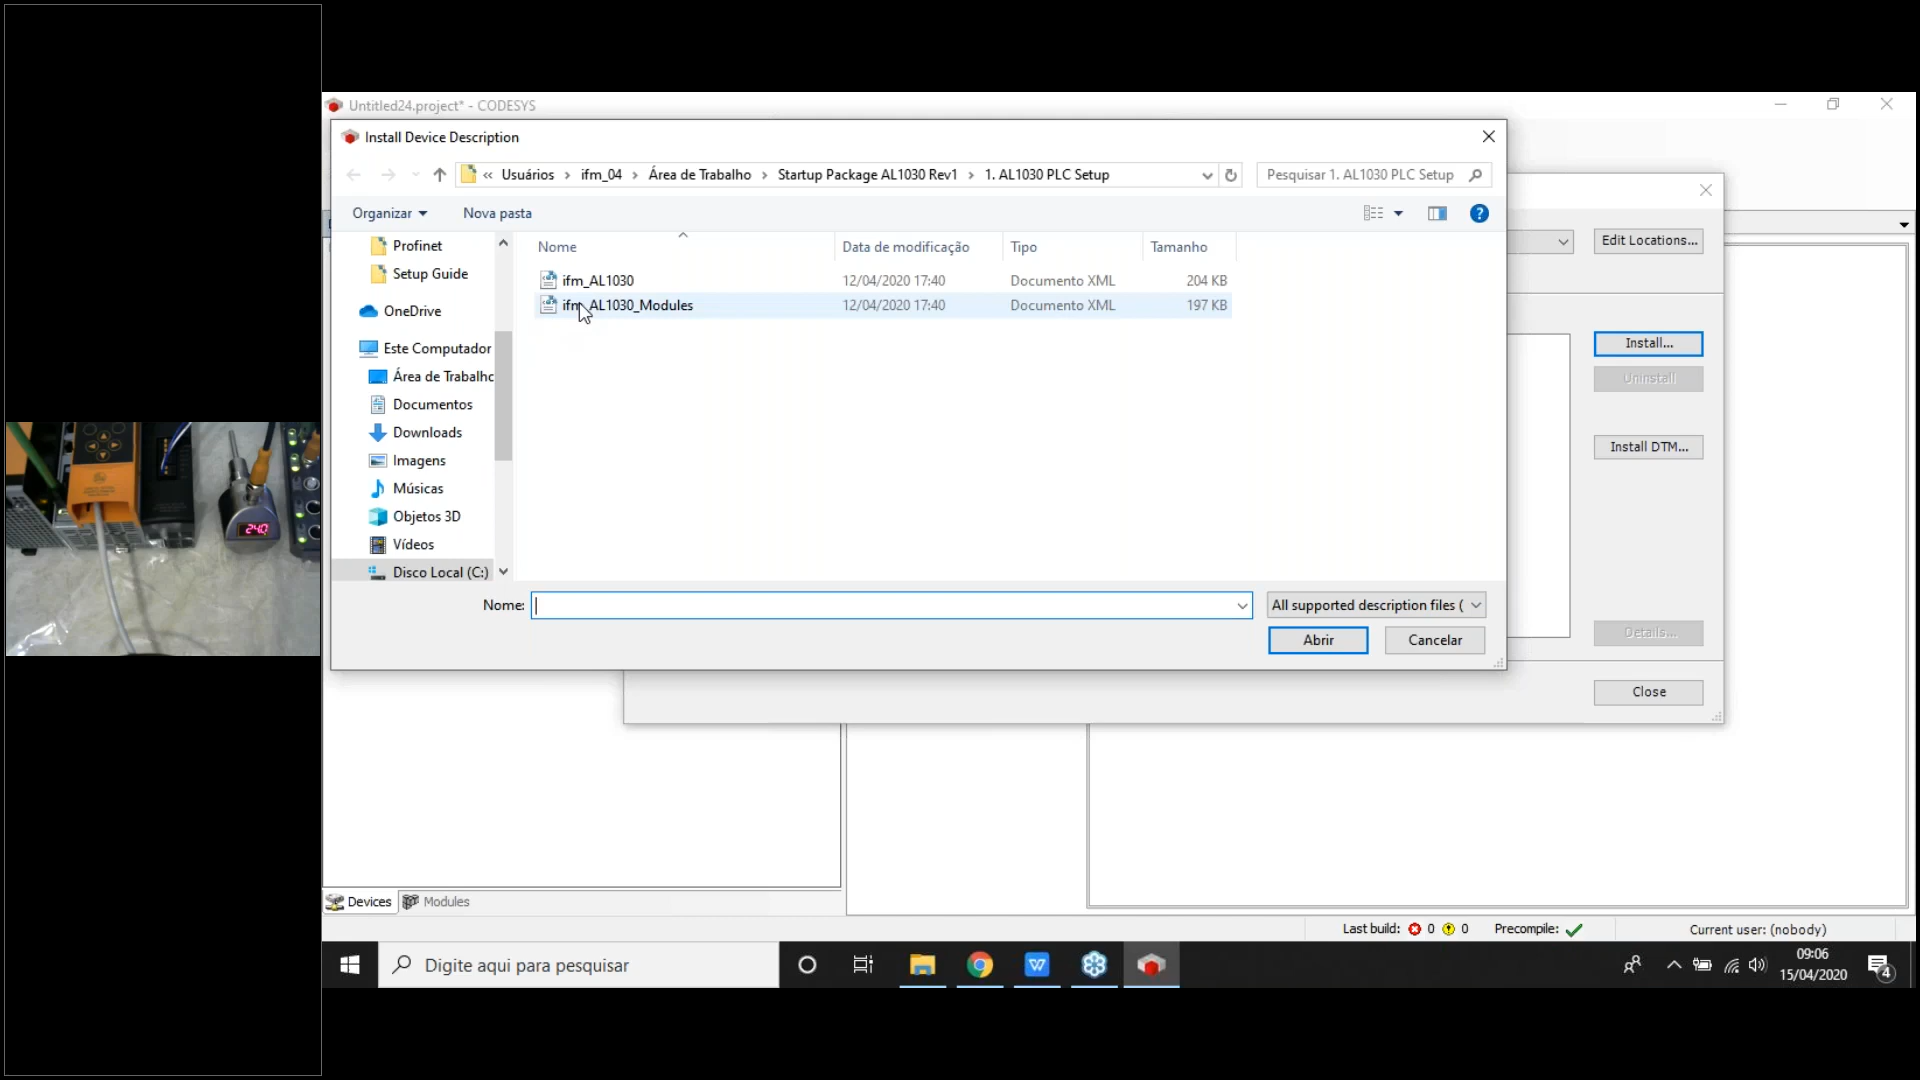 Untitled24.project* - CODESYS
Install Device Description
« Usuários › ifm_04 › Área de Trabalho › Startup Package AL1030 Rev1 › 1. AL1030 PLC Setup
Pesquisar 1. AL1030 PLC Setup
Organizar
Nova pasta
Edit Locations...
Profinet
Setup Guide
OneDrive
Este Computador
Área de Trabalho
Documentos
Downloads
Imagens
Músicas
Objetos 3D
Vídeos
Disco Local (C:)
Nome Data de modificação Tipo Tamanho
ifm_AL1030 12/04/2020 17:40 Documento XML 204 KB
ifm_AL1030_Modules 12/04/2020 17:40 Documento XML 197 KB
Install...
Uninstall
Install DTM...
Details...
Close
Nome:
All supported description files (
Abrir
Cancelar
240
Devices
Modules
Last build: 0 0 Precompile:
Current user: (nobody)
Digite aqui para pesquisar
W
09:06
15/04/2020
4